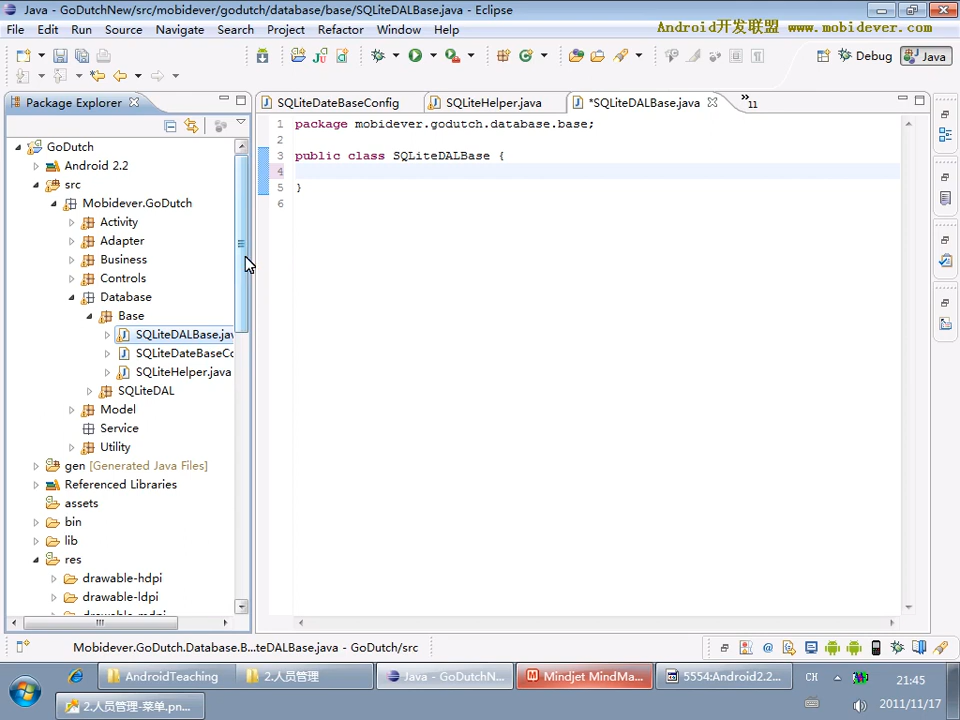 Java - GoDutchNew/src/mobidever/godutch/database/base/SQLiteDALBase.java - Eclipse
File Edit Run Source Navigate Search Project Refactor Window Help
Android开发联盟 www.mobidever.com
Debug Java
Package Explorer
SQLiteDateBaseConfig SQLiteHelper.java *SQLiteDALBase.java »11
GoDutch
Android 2.2
src
Mobidever.GoDutch
Activity
Adapter
Business
Controls
Database
Base
SQLiteDALBase.jav
SQLiteDateBaseCo
SQLiteHelper.java
SQLiteDAL
Model
Service
Utility
gen [Generated Java Files]
Referenced Libraries
assets
bin
lib
res
drawable-hdpi
drawable-ldpi
drawable-mdpi
1 package mobidever.godutch.database.base;
2
3 public class SQLiteDALBase {
4
5 }
6
Mobidever.GoDutch.Database.B...teDALBase.java - GoDutch/src
AndroidTeaching 2.人员管理 Java - GoDutchN... Mindjet MindMa... 5554:Android2.2... CH 21:45
2.人员管理-菜单.pn... 2011/11/17